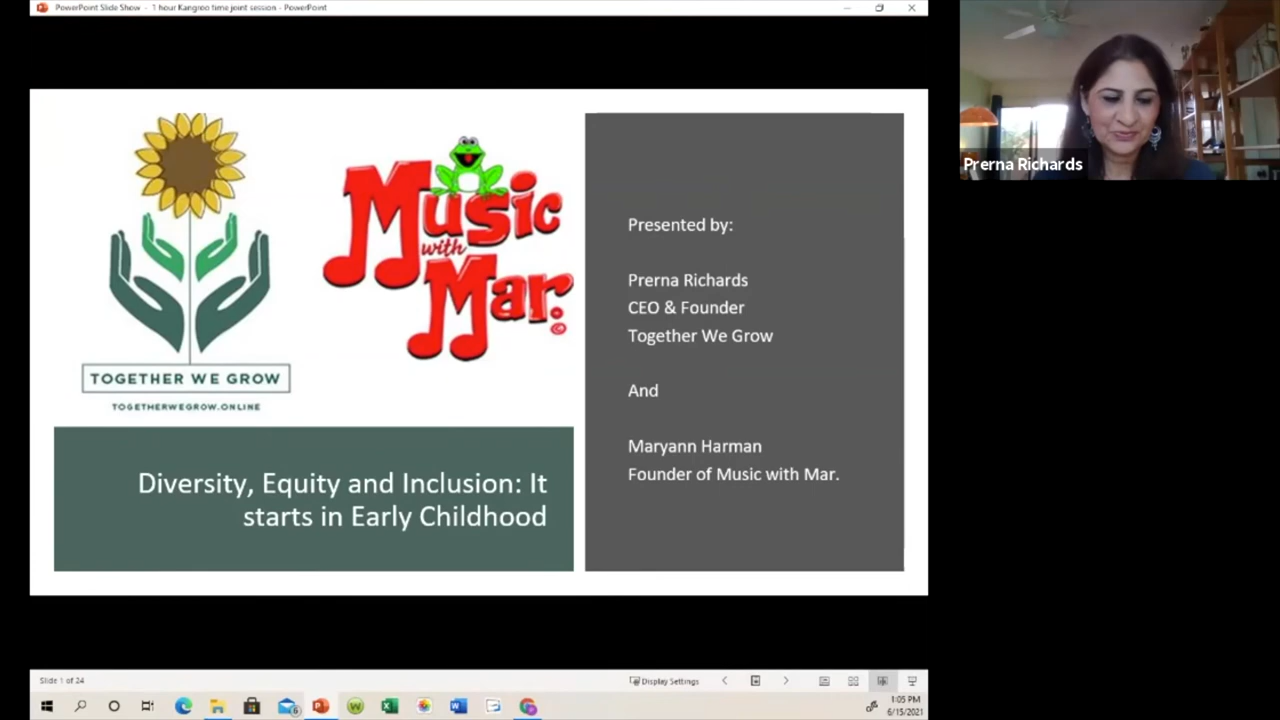 PowerPoint Slide Show - 1 hour Kangroo time joint session - PowerPoint
Prerna Richards
Music
with
Mar.
TOGETHER WE GROW
TOGETHERWEGROW.ONLINE
Diversity, Equity and Inclusion: It
starts in Early Childhood
Presented by:
Prerna Richards
CEO & Founder
Together We Grow
And
Maryann Harman
Founder of Music with Mar.
Slide 1 of 24
Display Settings
1:05 PM
6/15/2021